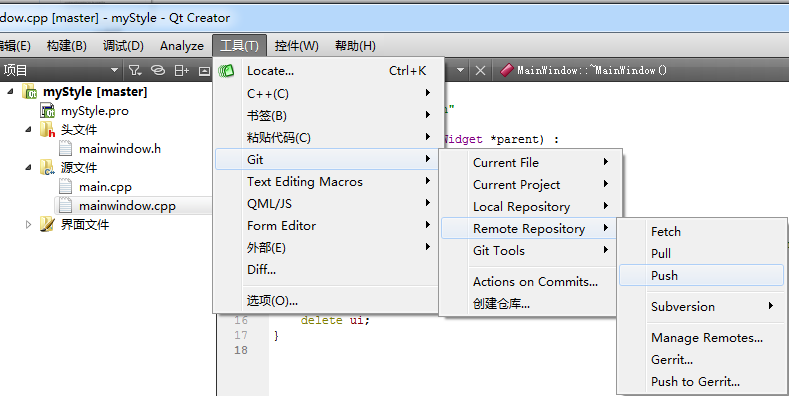 dow.cpp [master] - myStyle - Qt Creator
编辑(E) 构建(B) 调试(D) Analyze 工具(T) 控件(W) 帮助(H)
项目
MainWindow::~MainWindow()
myStyle [master]
myStyle.pro
头文件
mainwindow.h
源文件
main.cpp
mainwindow.cpp
界面文件
Locate... Ctrl+K
C++(C)
书签(B)
粘贴代码(C)
Git
Text Editing Macros
QML/JS
Form Editor
外部(E)
Diff...
选项(O)...
Widget *parent) :
Current File
Current Project
Local Repository
Remote Repository
Git Tools
Actions on Commits...
创建仓库...
Fetch
Pull
Push
Subversion
Manage Remotes...
Gerrit...
Push to Gerrit...
16 delete ui;
17 }
18